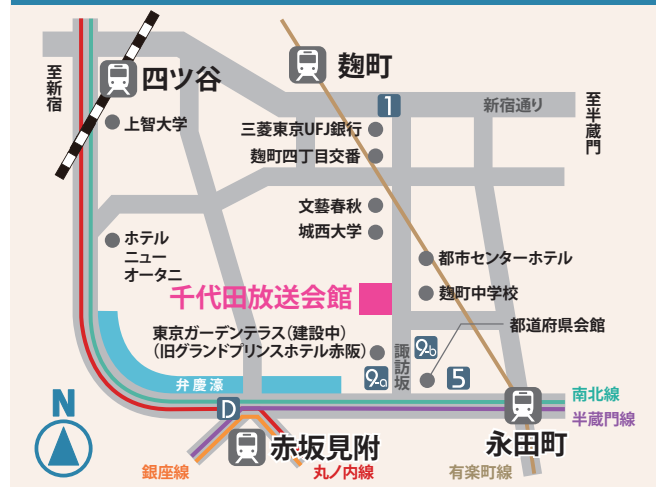 至新宿
四ツ谷
麹町
1
新宿通り
至半蔵門
上智大学
三菱東京UFJ銀行
麹町四丁目交番
文藝春秋
城西大学
ホテル
ニュー
オータニ
都市センターホテル
千代田放送会館
麹町中学校
東京ガーデンテラス(建設中)
(旧グランドプリンスホテル赤阪)
都道府県会館
諏訪坂
9-b
9-a
5
弁慶濠
南北線
D
半蔵門線
N
赤坂見附
永田町
銀座線
丸ノ内線
有楽町線